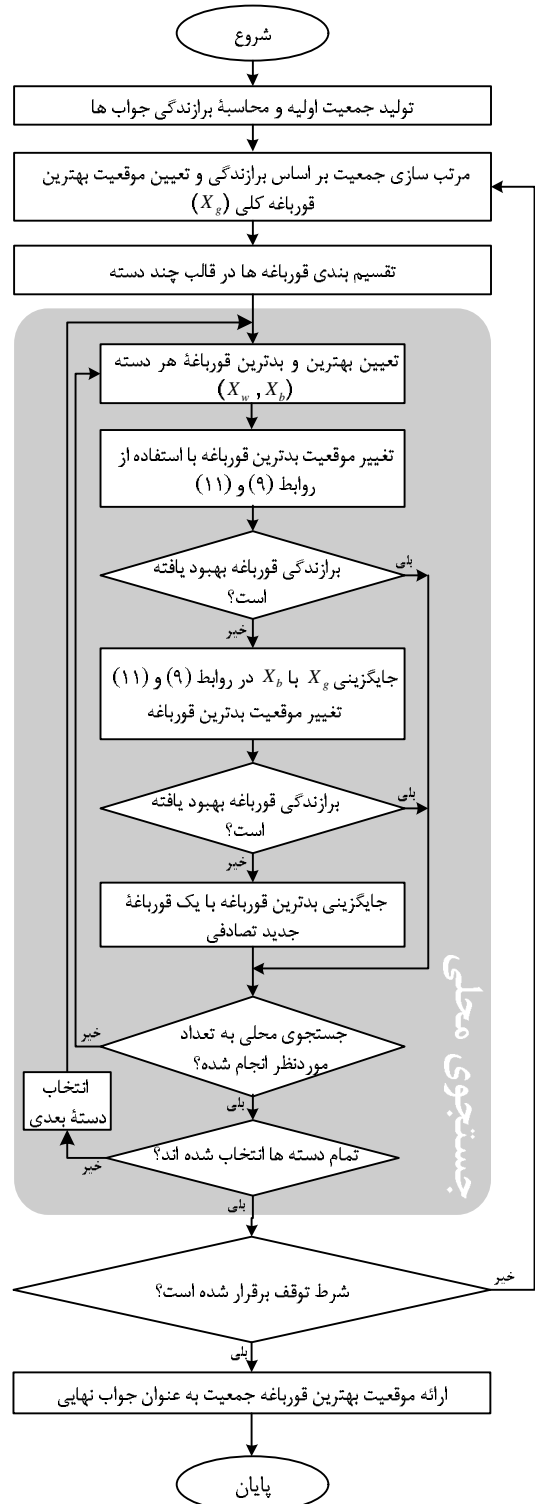 شروع
تولید جمعیت اولیه و محاسبهٔ برازندگی جواب ها
مرتب سازی جمعیت بر اساس برازندگی و تعیین موقعیت بهترین
قورباغه کلی (X_g)
تقسیم بندی قورباغه ها در قالب چند دسته
تعیین بهترین و بدترین قورباغهٔ هر دسته
(X_w , X_b)
تغییر موقعیت بدترین قورباغه با استفاده از
روابط (۹) و (۱۱)
برازندگی قورباغه بهبود یافته
است؟
بلی
خیر
جایگزینی X_g با X_b در روابط (۹) و (۱۱)
تغییر موقعیت بدترین قورباغه
برازندگی قورباغه بهبود یافته
است؟
بلی
خیر
جایگزینی بدترین قورباغه با یک قورباغهٔ
جدید تصادفی
جستجوی محلی
جستجوی محلی به تعداد
موردنظر انجام شده؟
خیر
بلی
انتخاب
دستهٔ بعدی
تمام دسته ها انتخاب شده اند؟
خیر
بلی
شرط توقف برقرار شده است؟
خیر
بلی
ارائه موقعیت بهترین قورباغه جمعیت به عنوان جواب نهایی
پایان